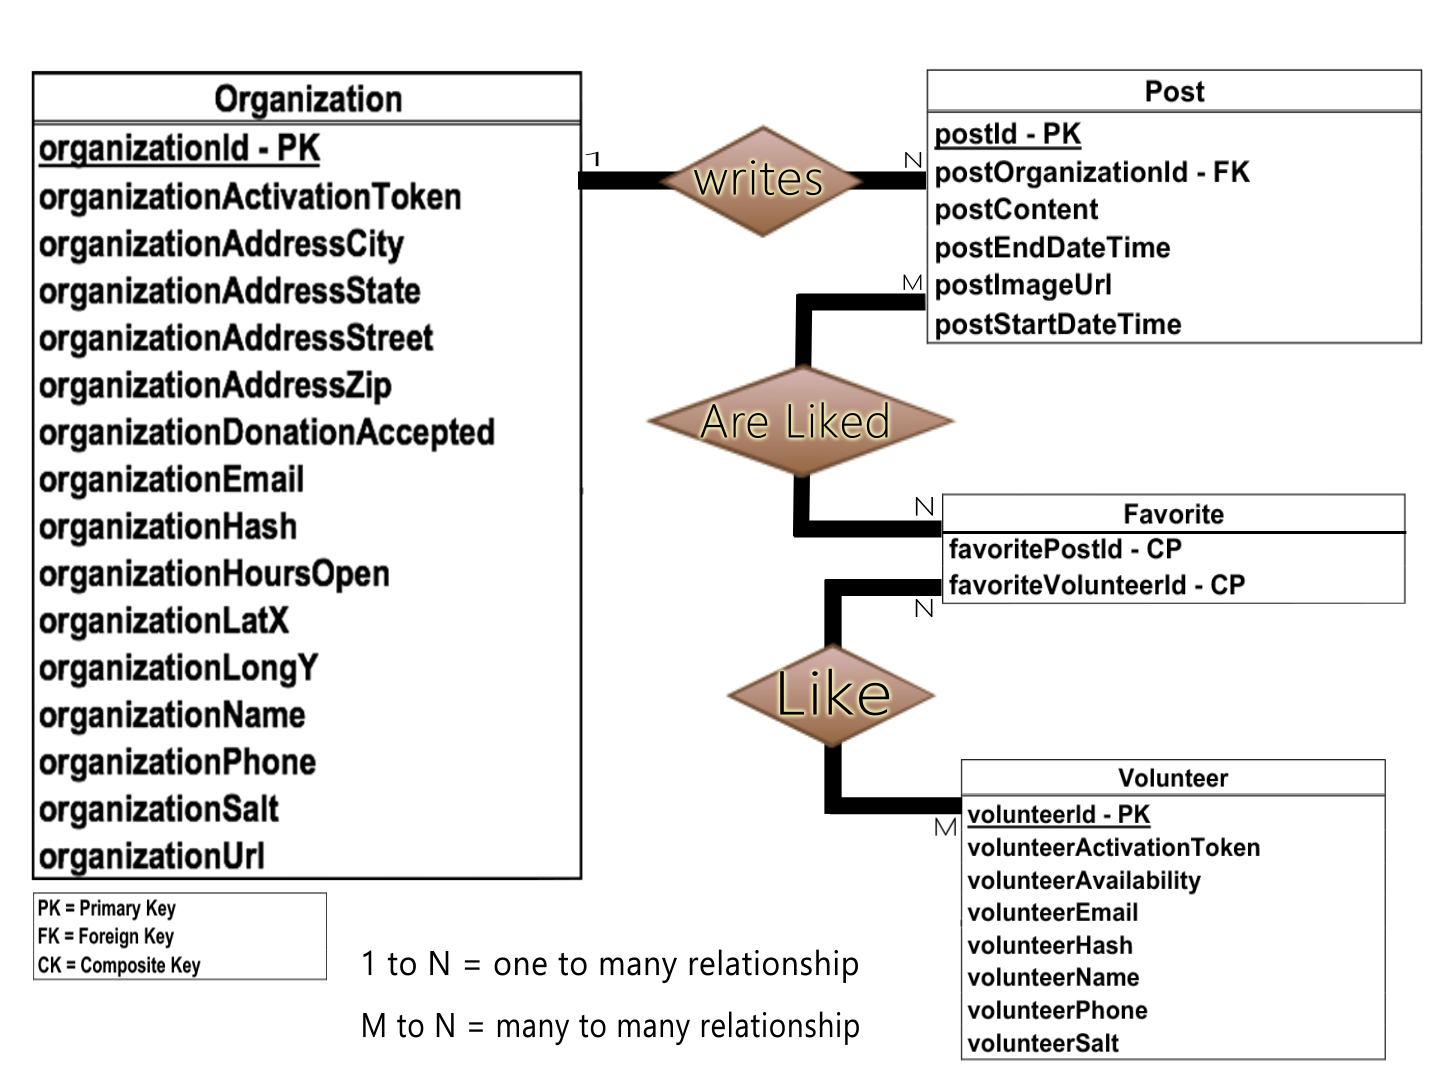 Organization
organizationId - PK
organizationActivationToken
organizationAddressCity
organizationAddressState
organizationAddressStreet
organizationAddressZip
organizationDonationAccepted
organizationEmail
organizationHash
organizationHoursOpen
organizationLatX
organizationLongY
organizationName
organizationPhone
organizationSalt
organizationUrl
PK = Primary Key
FK = Foreign Key
CK = Composite Key
1
writes
N
Post
postId - PK
postOrganizationId - FK
postContent
postEndDateTime
postImageUrl
postStartDateTime
M
Are Liked
N
Favorite
favoritePostId - CP
favoriteVolunteerId - CP
N
Like
M
Volunteer
volunteerId - PK
volunteerActivationToken
volunteerAvailability
volunteerEmail
volunteerHash
volunteerName
volunteerPhone
volunteerSalt
1 to N = one to many relationship
M to N = many to many relationship